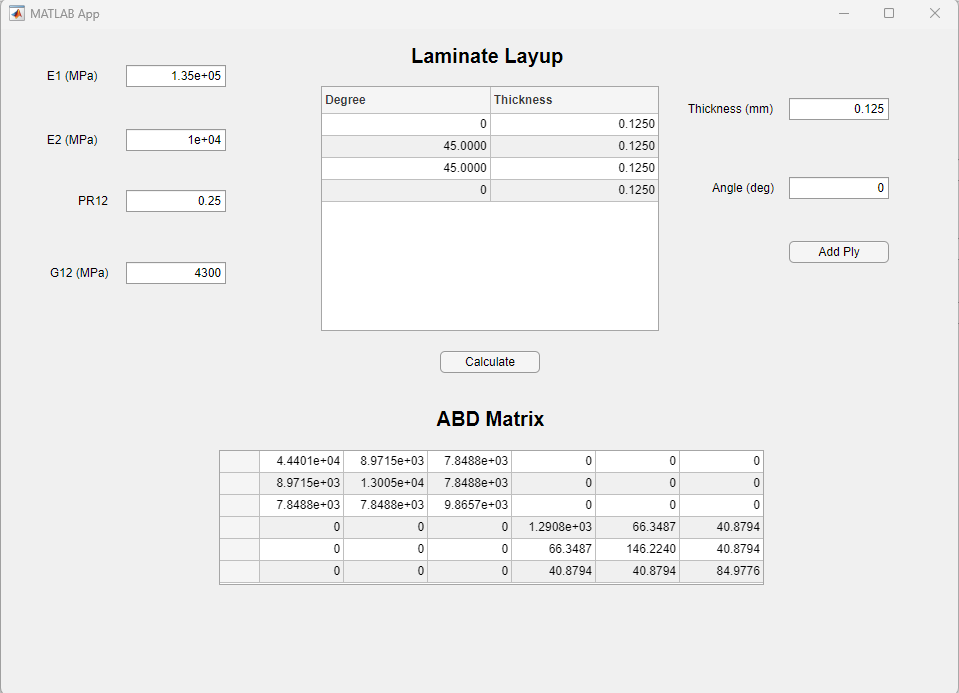 MATLAB App
Laminate Layup
E1 (MPa) 1.35e+05
E2 (MPa) 1e+04
PR12 0.25
G12 (MPa) 4300
Degree Thickness
0 0.1250
45.0000 0.1250
45.0000 0.1250
0 0.1250
Thickness (mm) 0.125
Angle (deg) 0
Add Ply
Calculate
ABD Matrix
4.4401e+04 8.9715e+03 7.8488e+03 0 0 0
8.9715e+03 1.3005e+04 7.8488e+03 0 0 0
7.8488e+03 7.8488e+03 9.8657e+03 0 0 0
0 0 0 1.2908e+03 66.3487 40.8794
0 0 0 66.3487 146.2240 40.8794
0 0 0 40.8794 40.8794 84.9776